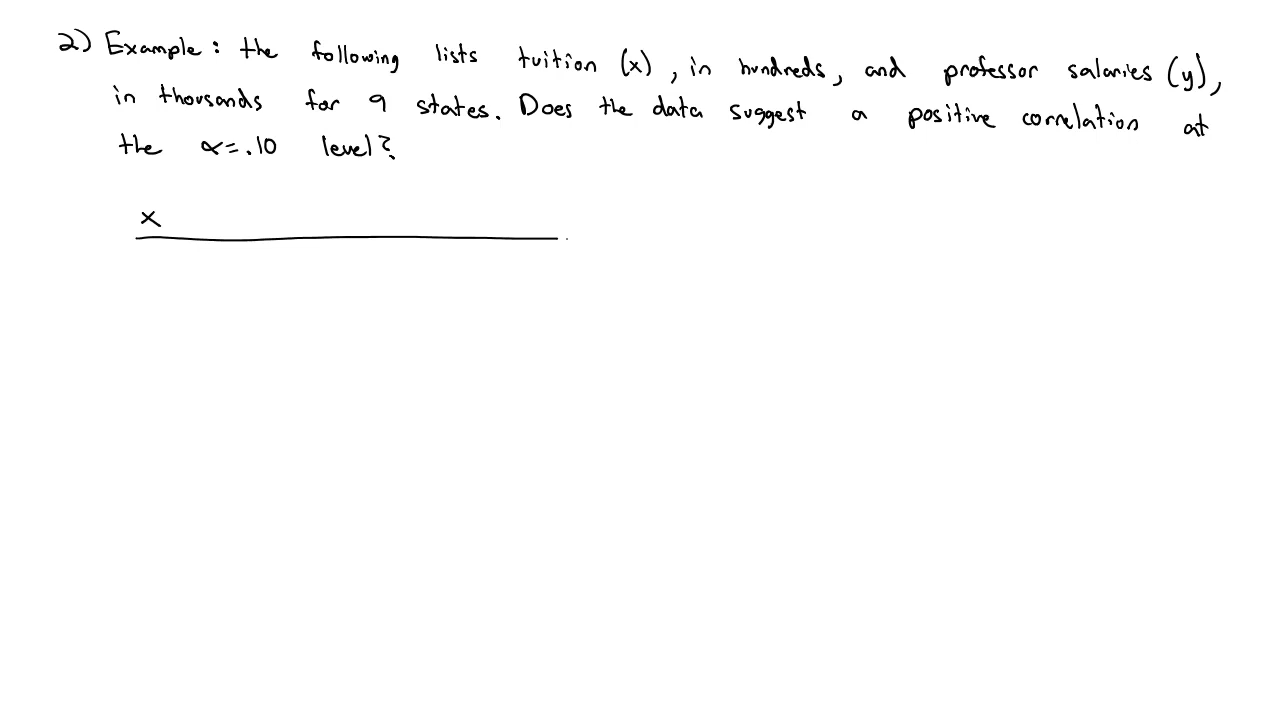 2) Example: the following lists tuition (x), in hundreds, and professor salaries (y),
in thousands for 9 states. Does the data suggest a positive correlation at
the α=.10 level?
x